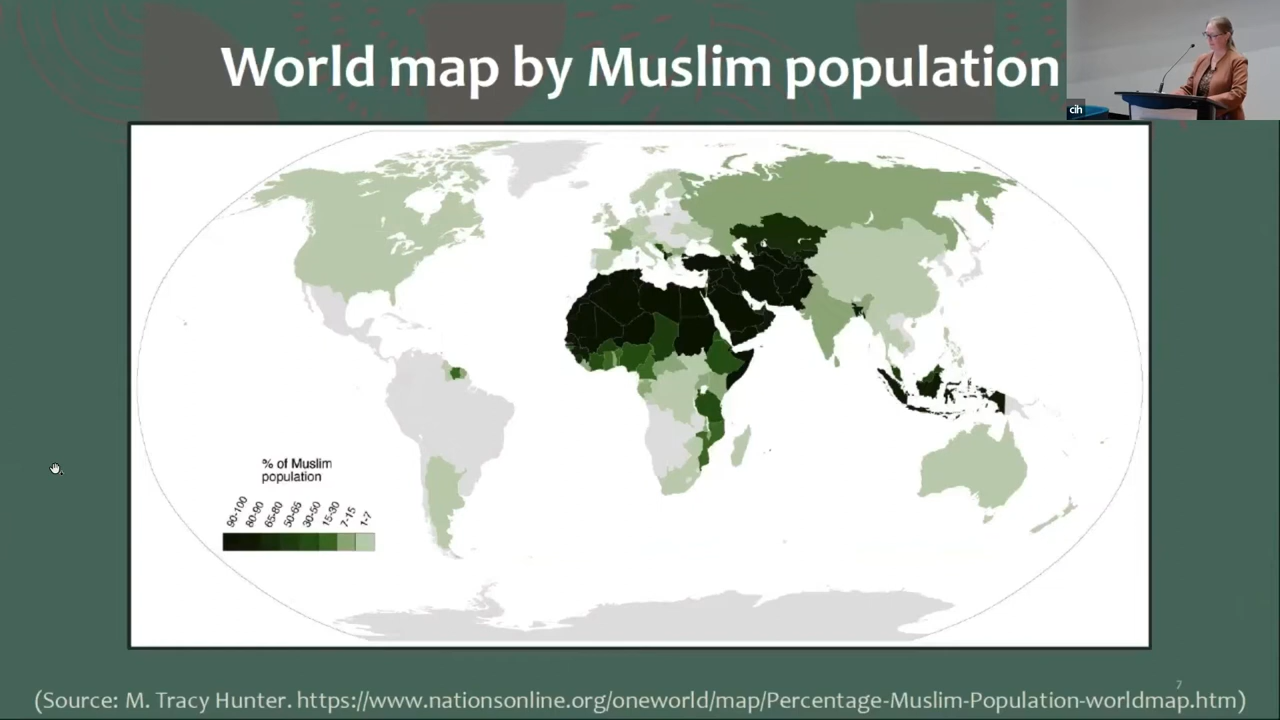 World map by Muslim population
cih
% of Muslim
population
90-100
80-90
65-80
50-65
30-50
15-30
7-15
1-7
7
(Source: M. Tracy Hunter. https://www.nationsonline.org/oneworld/map/Percentage-Muslim-Population-worldmap.htm)